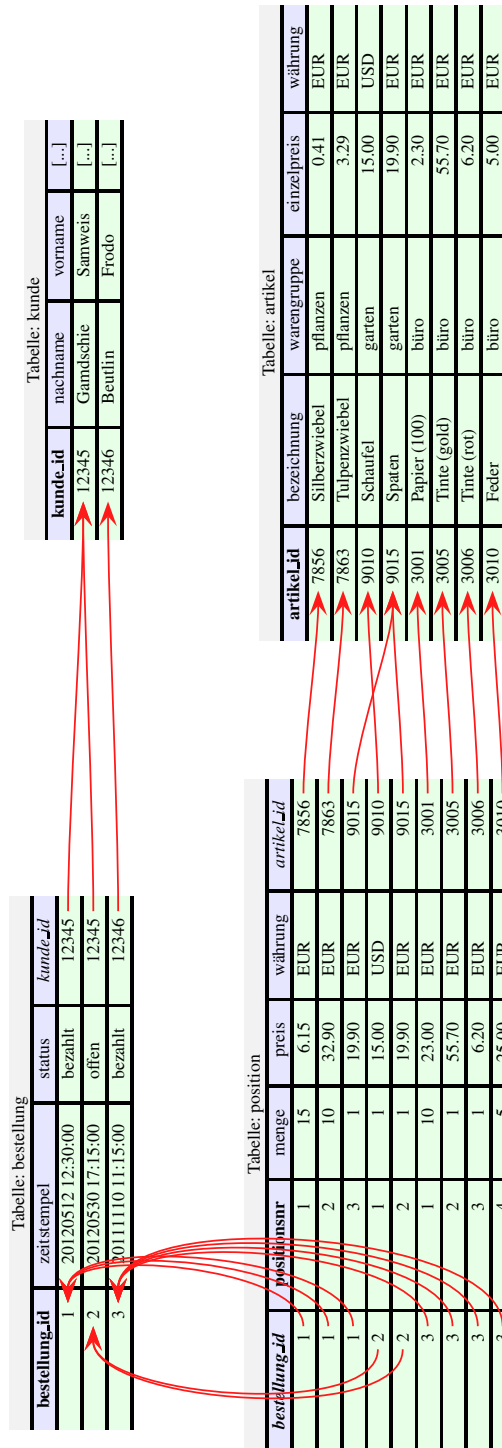 Tabelle: bestellung
bestellung_id zeitstempel status kunde_id
1 20120512 12:30:00 bezahlt 12345
2 20120530 17:15:00 offen 12345
3 20111110 11:15:00 bezahlt 12346
Tabelle: kunde
kunde_id nachname vorname [...]
12345 Gamdschie Samweis [...]
12346 Beutlin Frodo [...]
Tabelle: position
bestellung_id positionsnr menge preis währung artikel_id
1 1 15 6.15 EUR 7856
1 2 10 32.90 EUR 7863
1 3 1 19.90 EUR 9015
2 1 1 15.00 USD 9010
2 2 1 19.90 EUR 9015
3 1 10 23.00 EUR 3001
3 2 1 55.70 EUR 3005
3 3 1 6.20 EUR 3006
3 4 5 25.00 EUR 3010
Tabelle: artikel
artikel_id bezeichnung warengruppe einzelpreis währung
7856 Silberzwiebel pflanzen 0.41 EUR
7863 Tulpenzwiebel pflanzen 3.29 EUR
9010 Schaufel garten 15.00 USD
9015 Spaten garten 19.90 EUR
3001 Papier (100) büro 2.30 EUR
3005 Tinte (gold) büro 55.70 EUR
3006 Tinte (rot) büro 6.20 EUR
3010 Feder büro 5.00 EUR